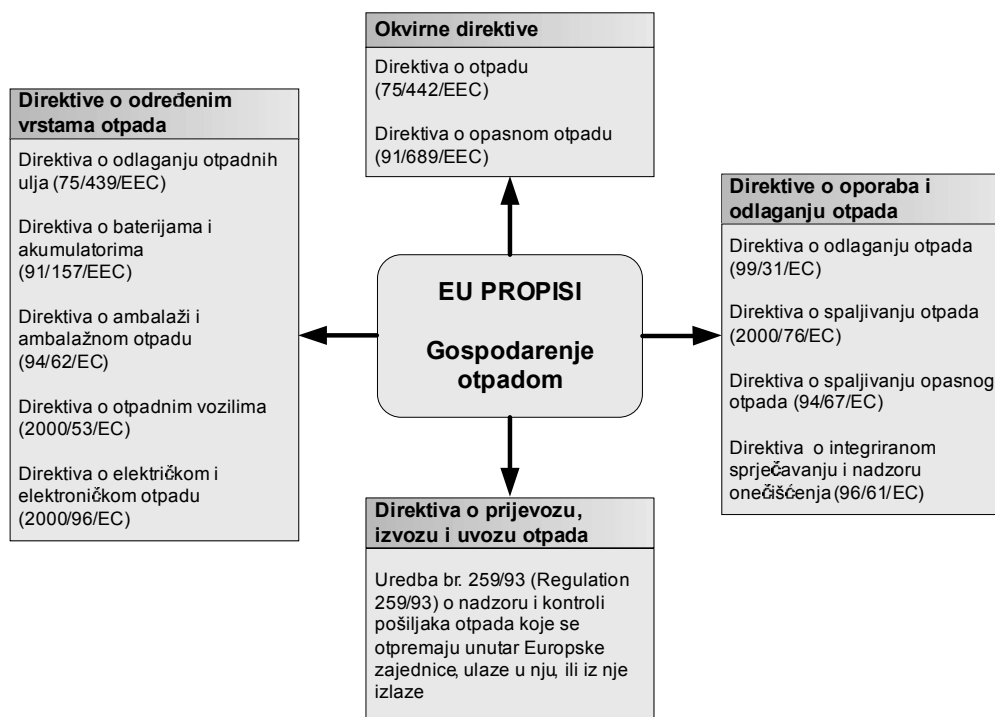 Okvirne direktive
Direktiva o otpadu
(75/442/EEC)
Direktiva o opasnom otpadu
(91/689/EEC)
Direktive o određenim
vrstama otpada
Direktiva o odlaganju otpadnih
ulja (75/439/EEC)
Direktiva o baterijama i
akumulatorima
(91/157/EEC)
Direktiva o ambalaži i
ambalažnom otpadu
(94/62/EC)
Direktiva o otpadnim vozilima
(2000/53/EC)
Direktiva o električkom i
elektroničkom otpadu
(2000/96/EC)
EU PROPISI
Gospodarenje
otpadom
Direktive o oporaba i
odlaganju otpada
Direktiva o odlaganju otpada
(99/31/EC)
Direktiva o spaljivanju otpada
(2000/76/EC)
Direktiva o spaljivanju opasnog
otpada (94/67/EC)
Direktiva o integriranom
sprječavanju i nadzoru
onečišćenja (96/61/EC)
Direktiva o prijevozu,
izvozu i uvozu otpada
Uredba br. 259/93 (Regulation
259/93) o nadzoru i kontroli
pošiljaka otpada koje se
otpremaju unutar Europske
zajednice, ulaze u nju, ili iz nje
izlaze